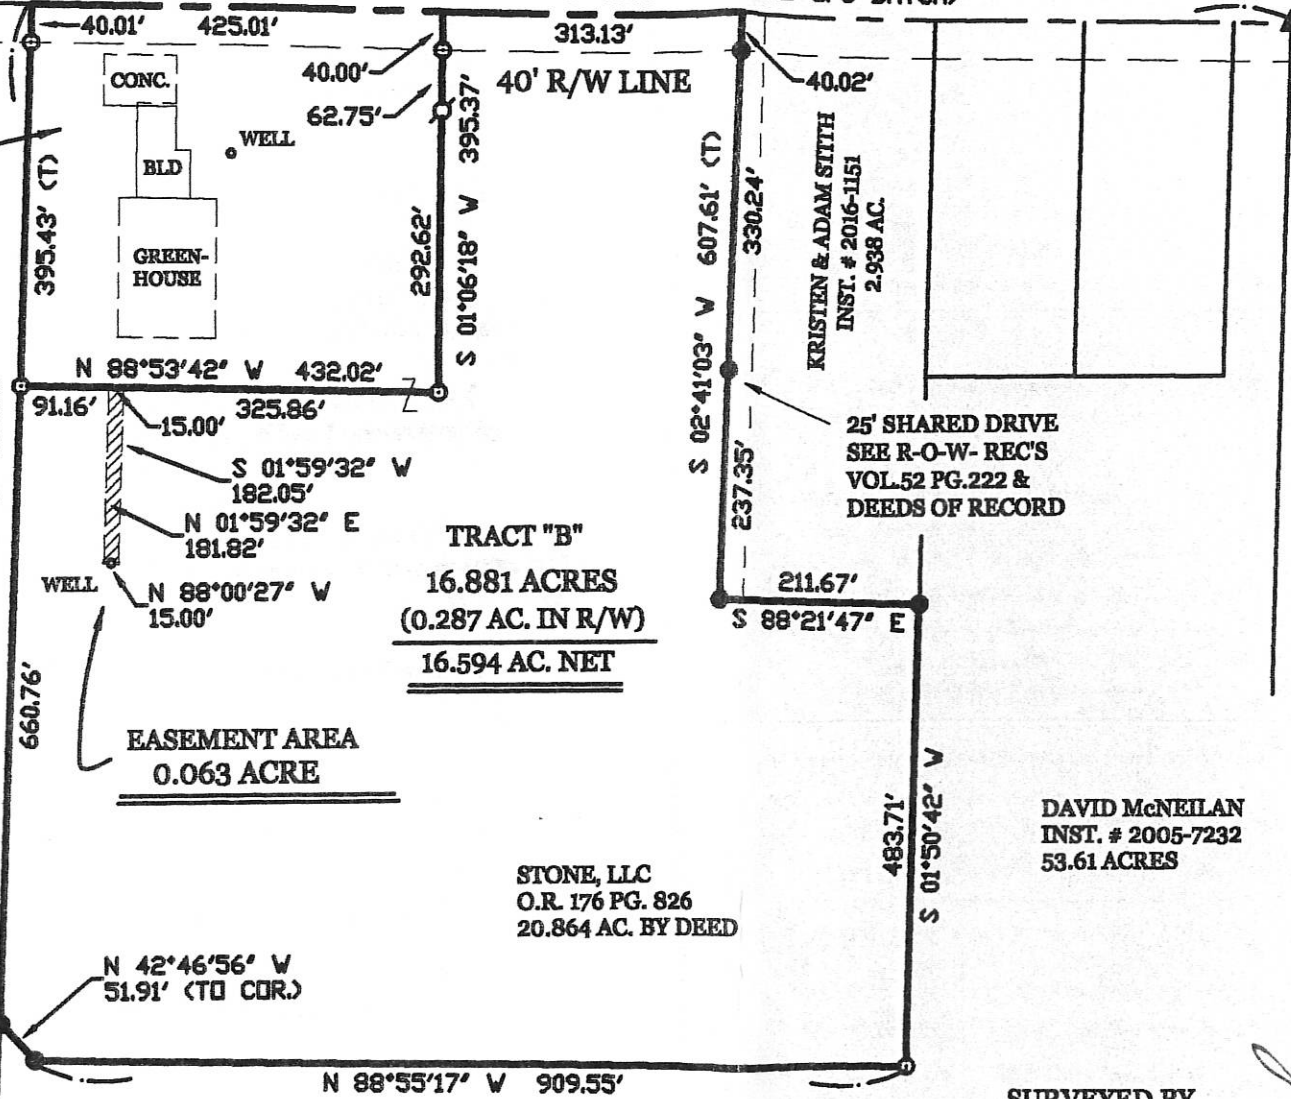 40.01'
425.01'
313.13'
40.00'
40' R/W LINE
40.02'
62.75'
CONC.
WELL
BLD
GREEN-
HOUSE
395.43' (T)
292.62'
S 01°06'18" W 395.37'
S 02°41'03" W 607.61' (T)
330.24'
KRISTEN & ADAM STITH
INST. # 2016-1151
2.938 AC.
N 88°53'42" W 432.02'
91.16'
325.86'
15.00'
S 01°59'32" W
182.05'
N 01°59'32" E
181.82'
WELL
N 88°00'27" W
15.00'
25' SHARED DRIVE
SEE R-O-W- REC'S
VOL.52 PG.222 &
DEEDS OF RECORD
237.35'
TRACT "B"
16.881 ACRES
(0.287 AC. IN R/W)
16.594 AC. NET
211.67'
S 88°21'47" E
660.76'
EASEMENT AREA
0.063 ACRE
483.71'
S 01°50'42" W
DAVID McNEILAN
INST. # 2005-7232
53.61 ACRES
STONE, LLC
O.R. 176 PG. 826
20.864 AC. BY DEED
N 42°46'56" W
51.91' (TO COR.)
N 88°55'17" W 909.55'
SURVEYED BY